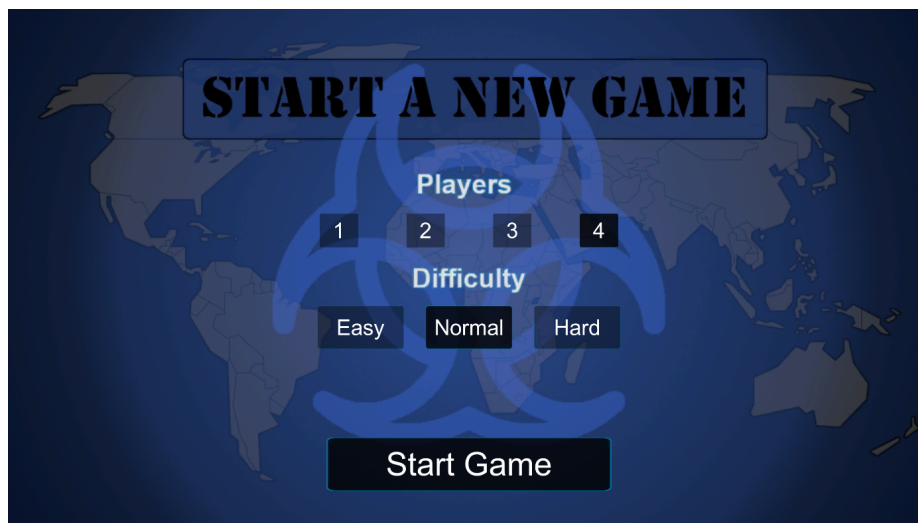 START A NEW GAME
Players
1 2 3 4
Difficulty
Easy Normal Hard
Start Game